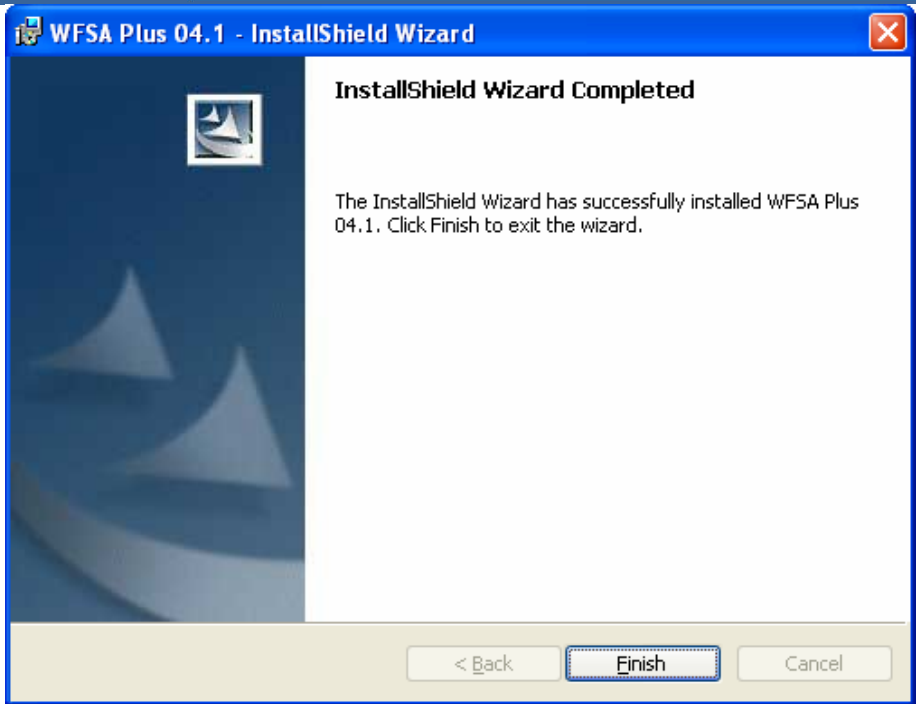 WFSA Plus 04.1 - InstallShield Wizard
InstallShield Wizard Completed
The InstallShield Wizard has successfully installed WFSA Plus
04.1. Click Finish to exit the wizard.
< Back Finish Cancel